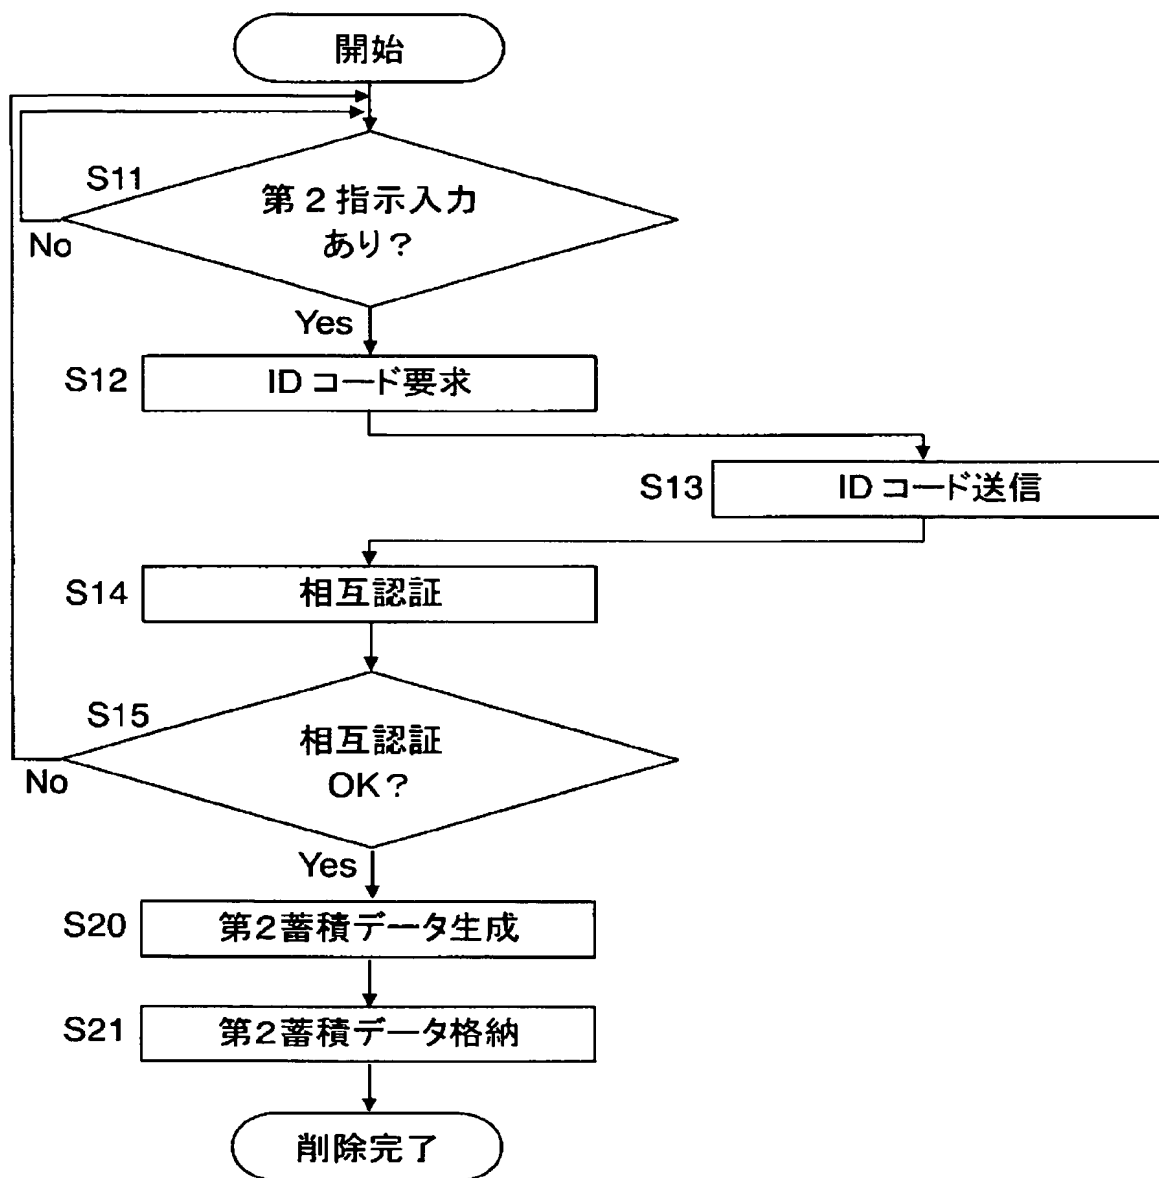 開始
S11
第2指示入力
あり?
No
Yes
S12
IDコード要求
S13
IDコード送信
S14
相互認証
S15
相互認証
OK?
No
Yes
S20
第2蓄積データ生成
S21
第2蓄積データ格納
削除完了